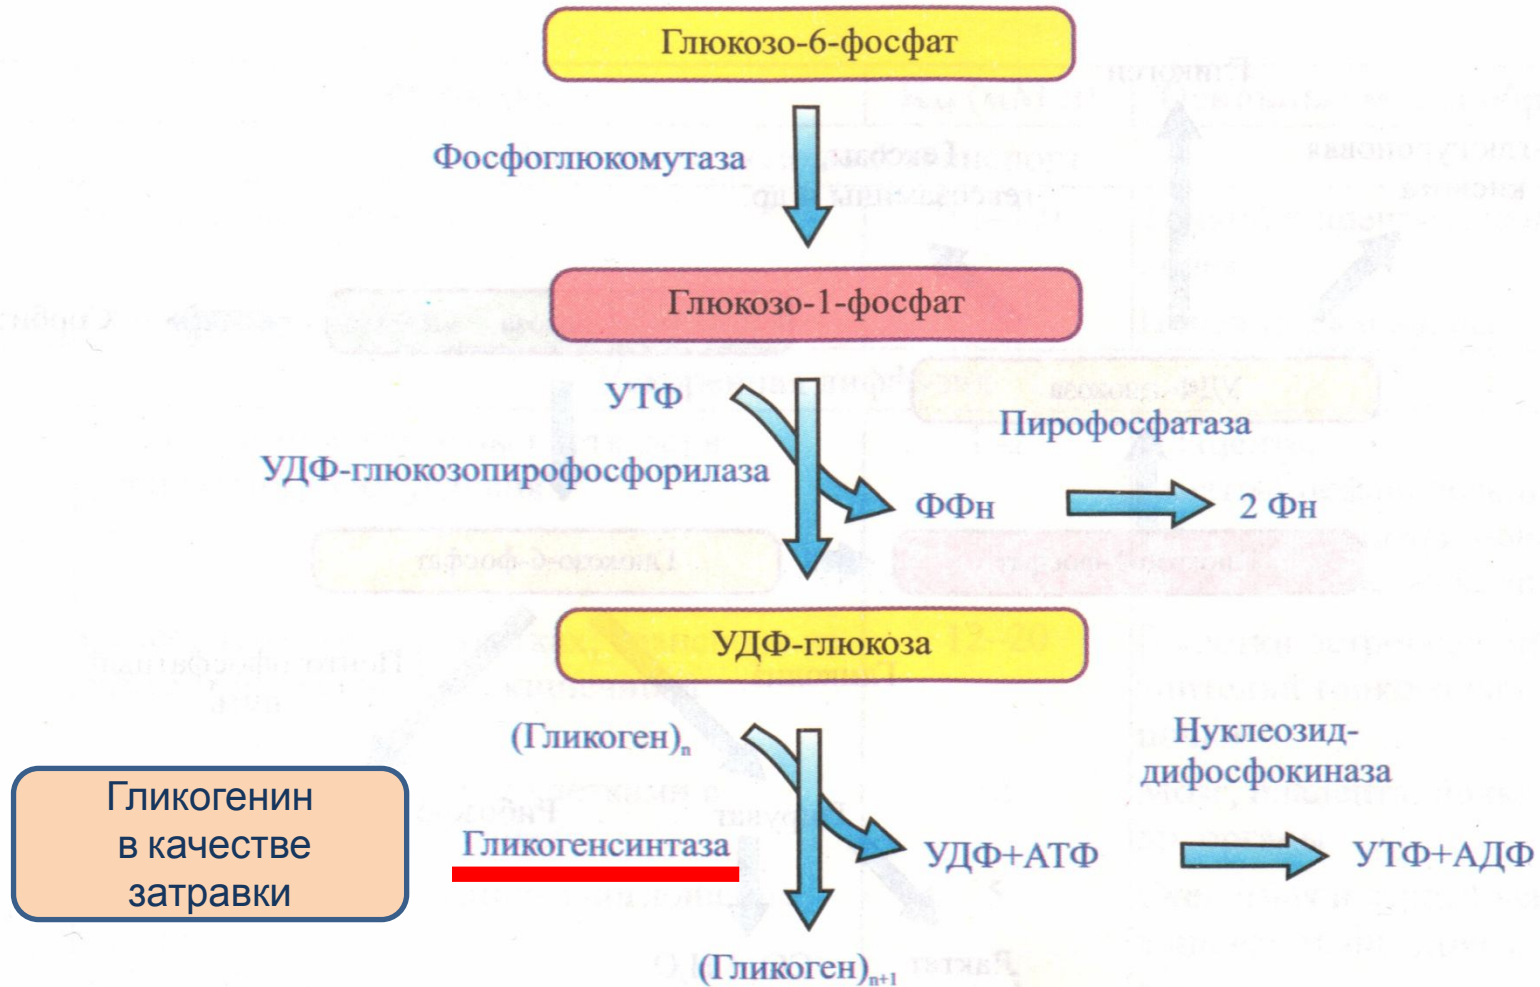 Глюкозо-6-фосфат
Фосфоглюкомутаза
Глюкозо-1-фосфат
УТФ
Пирофосфатаза
УДФ-глюкозопирофосфорилаза
ФФн
2 Фн
УДФ-глюкоза
(Гликоген)n
Нуклеозид-
дифосфокиназа
Гликогенин
в качестве
затравки
Гликогенсинтаза
УДФ+АТФ
УТФ+АДФ
(Гликоген)n+1